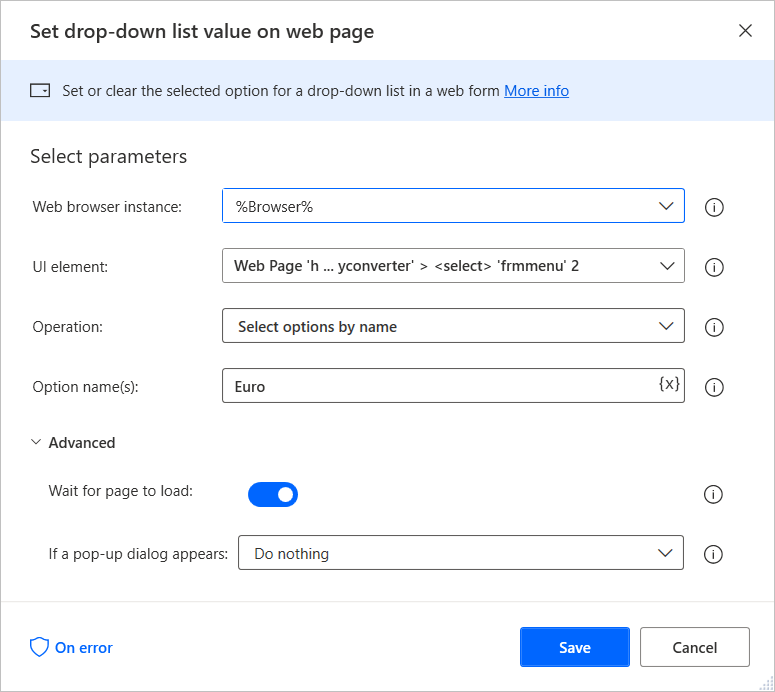 Set drop-down list value on web page
Set or clear the selected option for a drop-down list in a web form More info
Select parameters
Web browser instance: %Browser%
UI element: Web Page 'h ... yconverter' > <select> 'frmmenu' 2
Operation: Select options by name
Option name(s): Euro {x}
Advanced
Wait for page to load:
If a pop-up dialog appears: Do nothing
On error Save Cancel